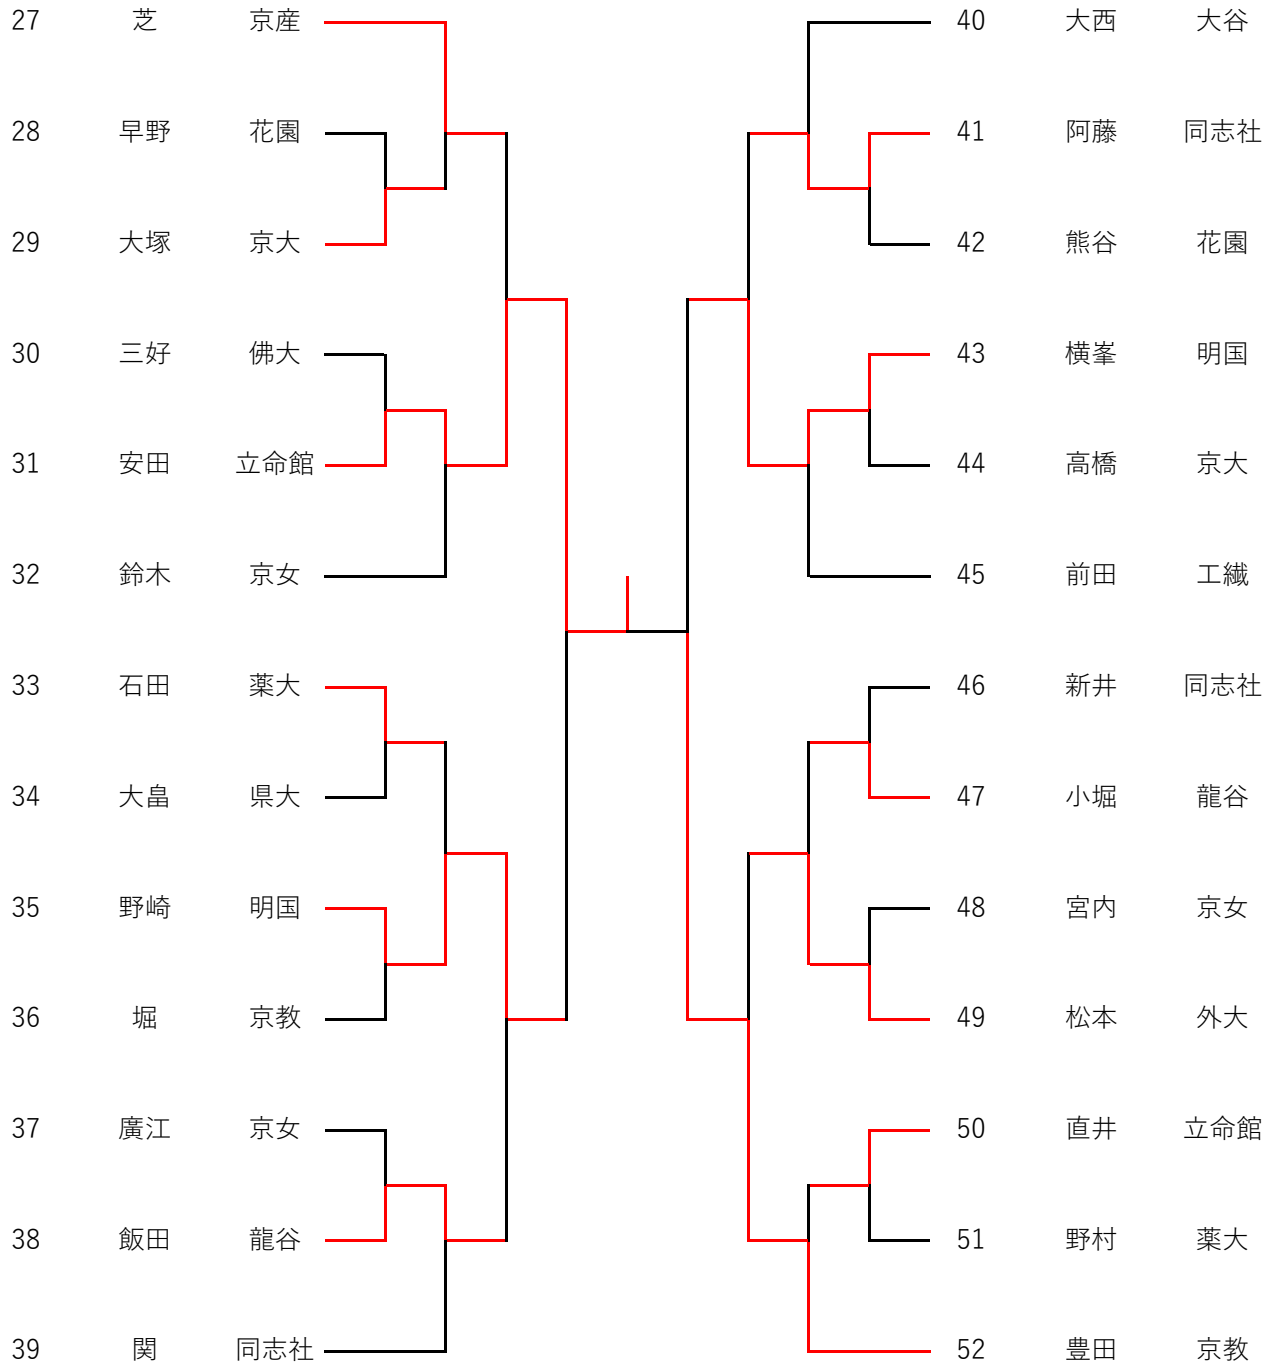 27 芝 京産
28 早野 花園
29 大塚 京大
30 三好 佛大
31 安田 立命館
32 鈴木 京女
33 石田 薬大
34 大畠 県大
35 野崎 明国
36 堀 京教
37 廣江 京女
38 飯田 龍谷
39 関 同志社
40 大西 大谷
41 阿藤 同志社
42 熊谷 花園
43 横峯 明国
44 高橋 京大
45 前田 工繊
46 新井 同志社
47 小堀 龍谷
48 宮内 京女
49 松本 外大
50 直井 立命館
51 野村 薬大
52 豊田 京教